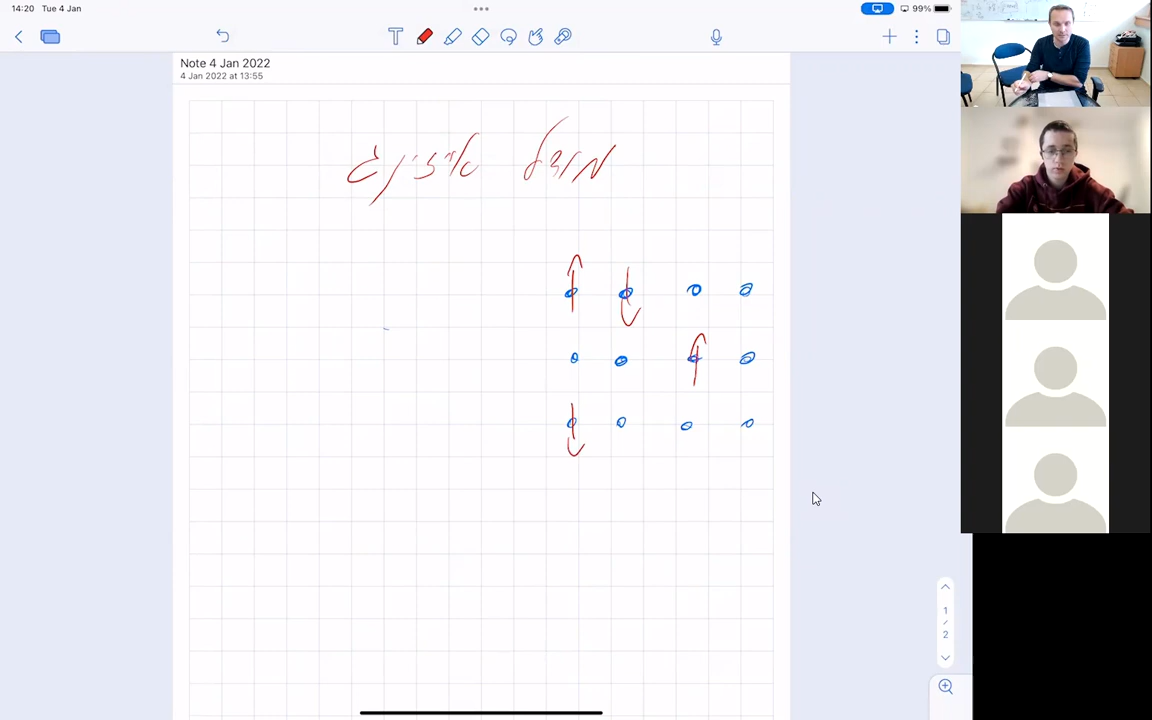 14:20 Tue 4 Jan
99%
Note 4 Jan 2022
4 Jan 2022 at 13:55
מודל איזינג
1
/
2